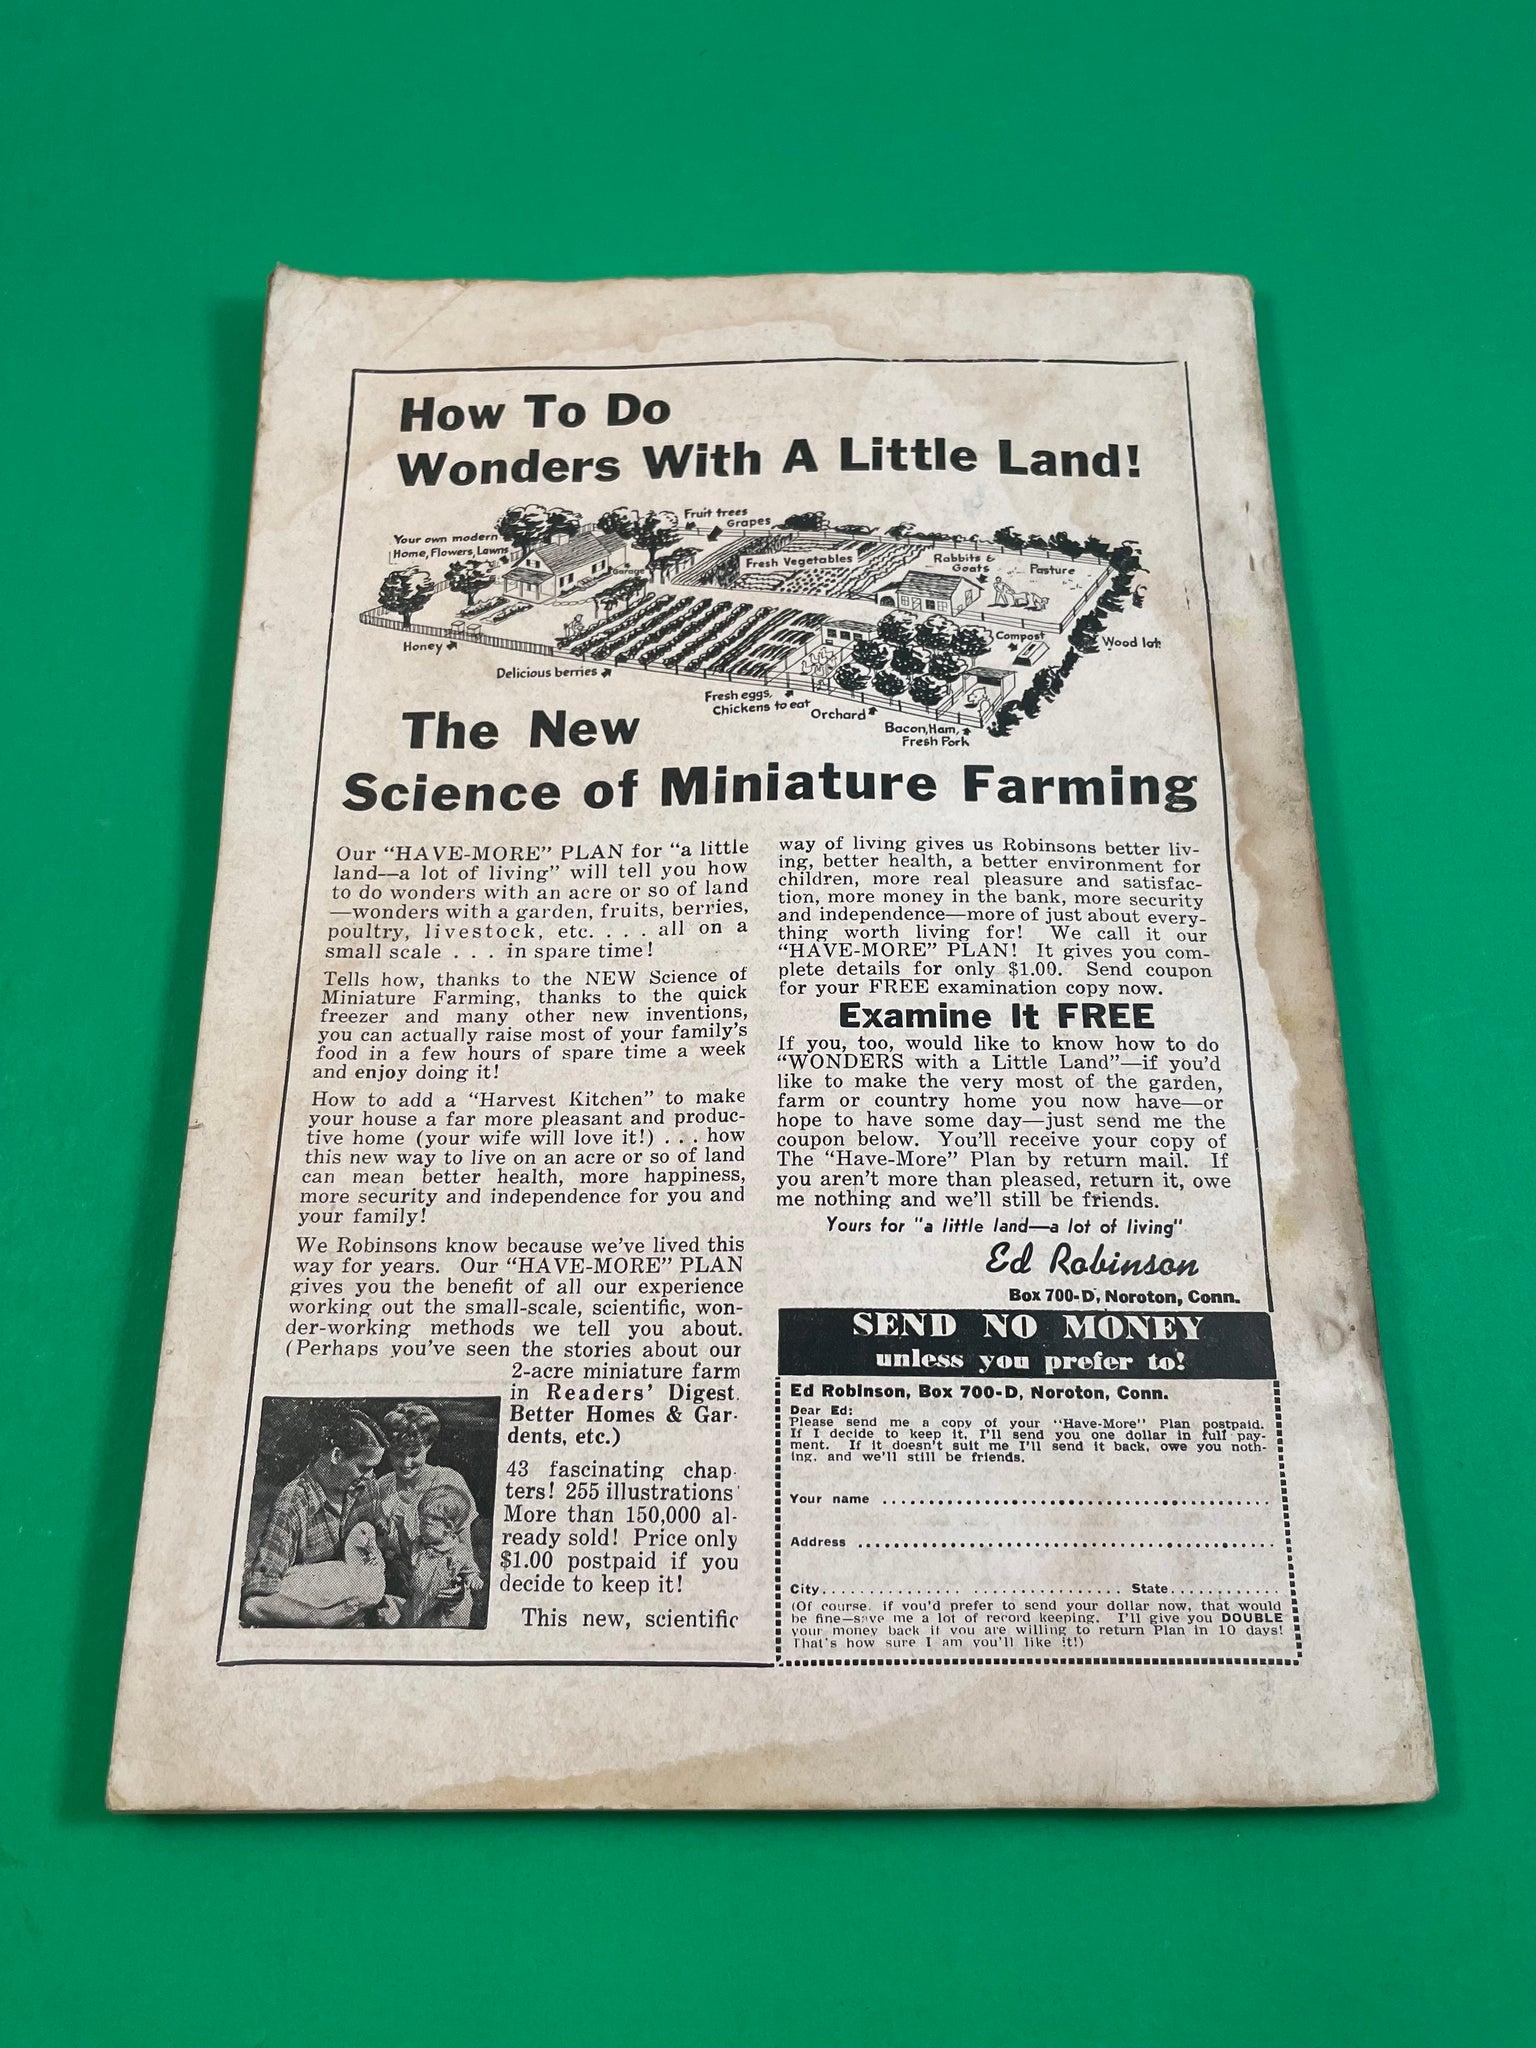 How To Do
Wonders With A Little Land!
Your own modern
Home, Flowers, Lawns
Garage
Fruit trees
Grapes
Fresh Vegetables
Rabbits &
Goats
Pasture
Honey
Delicious berries
Fresh eggs,
Chickens to eat
Orchard
Bacon, Ham,
Fresh Pork
Compost
Wood lot
The New
Science of Miniature Farming
Our "HAVE-MORE" PLAN for "a little
land—a lot of living" will tell you how
to do wonders with an acre or so of land
—wonders with a garden, fruits, berries,
poultry, livestock, etc. . . . all on a
small scale . . . in spare time!
Tells how, thanks to the NEW Science of
Miniature Farming, thanks to the quick
freezer and many other new inventions,
you can actually raise most of your family's
food in a few hours of spare time a week
and enjoy doing it!
How to add a "Harvest Kitchen" to make
your house a far more pleasant and produc-
tive home (your wife will love it!) . . . how
this new way to live on an acre or so of land
can mean better health, more happiness,
more security and independence for you and
your family!
We Robinsons know because we've lived this
way for years. Our "HAVE-MORE" PLAN
gives you the benefit of all our experience
working out the small-scale, scientific, won-
der-working methods we tell you about.
(Perhaps you've seen the stories about our
2-acre miniature farm
in Readers' Digest,
Better Homes & Gar-
dents, etc.)
43 fascinating chap-
ters! 255 illustrations!
More than 150,000 al-
ready sold! Price only
$1.00 postpaid if you
decide to keep it!
This new, scientific
way of living gives us Robinsons better liv-
ing, better health, a better environment for
children, more real pleasure and satisfac-
tion, more money in the bank, more security
and independence—more of just about every-
thing worth living for! We call it our
"HAVE-MORE" PLAN! It gives you com-
plete details for only $1.00. Send coupon
for your FREE examination copy now.
Examine It FREE
If you, too, would like to know how to do
"WONDERS with a Little Land"—if you'd
like to make the very most of the garden,
farm or country home you now have—or
hope to have some day—just send me the
coupon below. You'll receive your copy of
The "Have-More" Plan by return mail. If
you aren't more than pleased, return it, owe
me nothing and we'll still be friends.
Yours for "a little land—a lot of living"
Ed Robinson
Box 700-D, Noroton, Conn.
SEND NO MONEY
unless you prefer to!
Ed Robinson, Box 700-D, Noroton, Conn.
Dear Ed:
Please send me a copy of your "Have-More" Plan postpaid.
If I decide to keep it, I'll send you one dollar in full pay-
ment. If it doesn't suit me I'll send it back, owe you noth-
ing, and we'll still be friends.
Your name ........................................
Address ........................................
City........................................ State............
(Of course, if you'd prefer to send your dollar now, that would
be fine—save me a lot of record keeping. I'll give you DOUBLE
your money back if you are willing to return Plan in 10 days!
That's how sure I am you'll like it!)